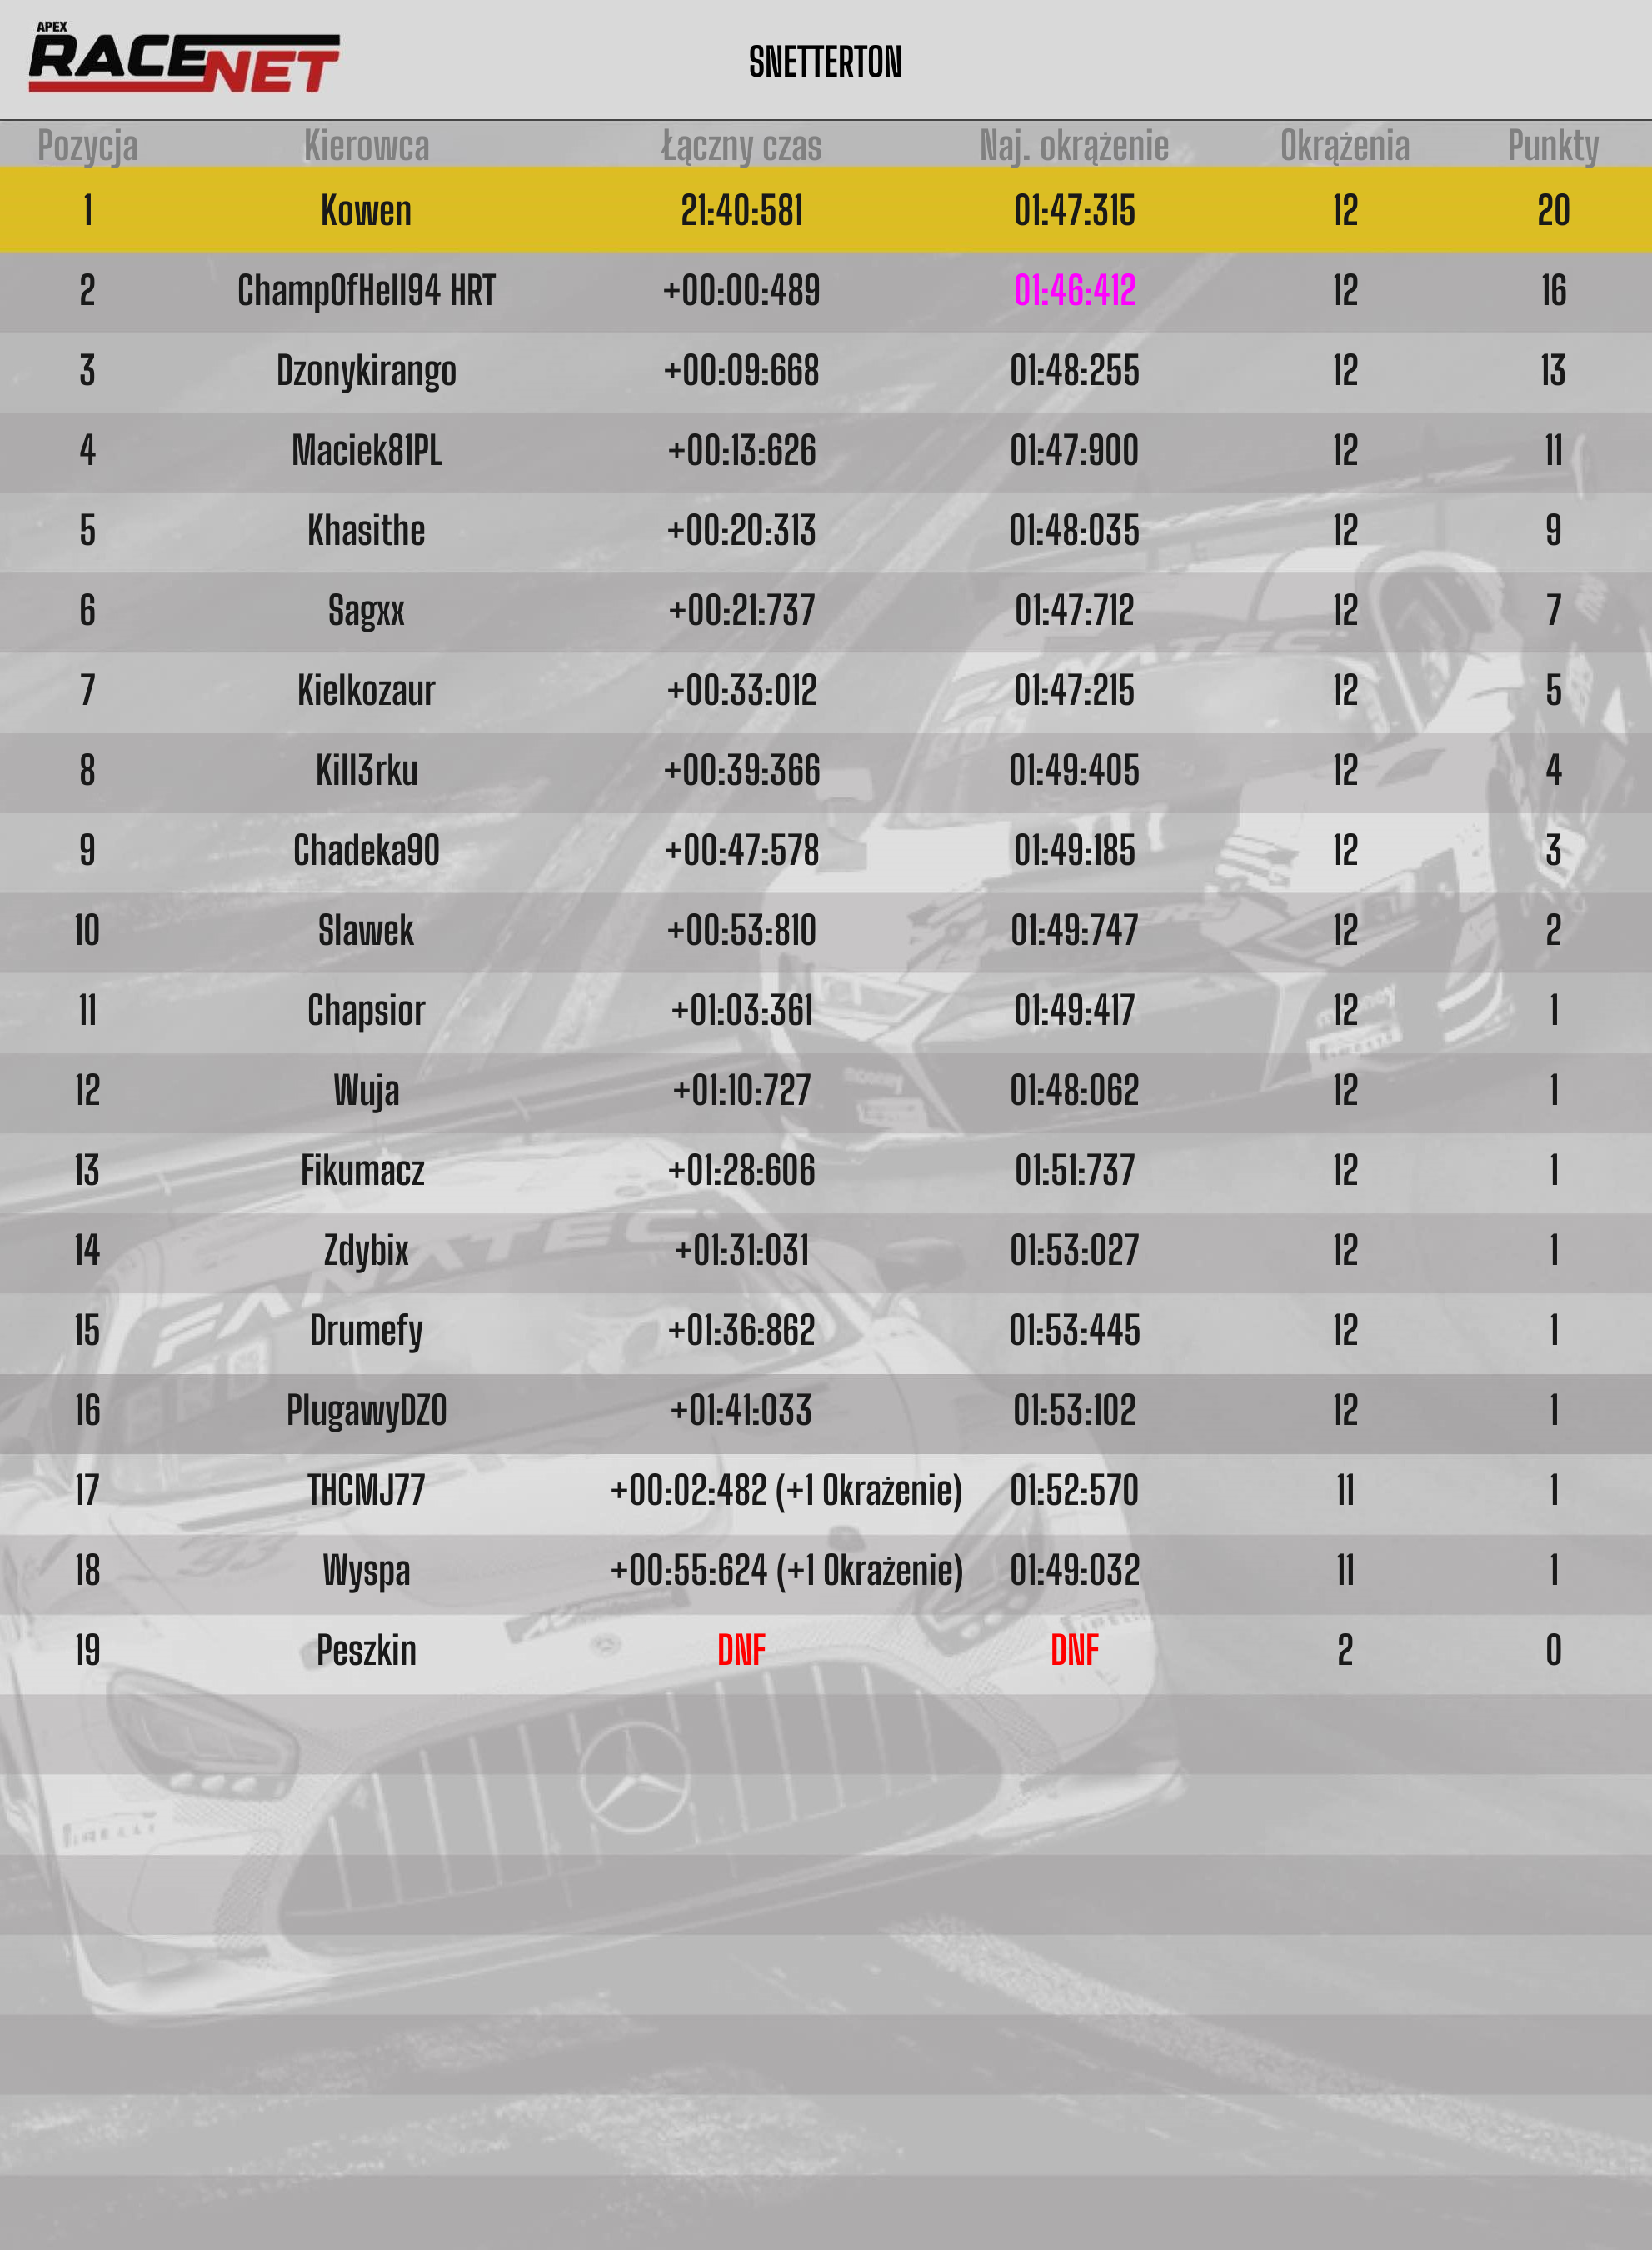 APEX
RACENET
SNETTERTON
Pozycja Kierowca Łączny czas Naj. okrążenie Okrążenia Punkty
1 Kowen 21:40:581 01:47:315 12 20
2 ChampOfHell94 HRT +00:00:489 01:46:412 12 16
3 Dzonykirango +00:09:668 01:48:255 12 13
4 Maciek81PL +00:13:626 01:47:900 12 11
5 Khasithe +00:20:313 01:48:035 12 9
6 Sagxx +00:21:737 01:47:712 12 7
7 Kielkozaur +00:33:012 01:47:215 12 5
8 Kill3rku +00:39:366 01:49:405 12 4
9 Chadeka90 +00:47:578 01:49:185 12 3
10 Slawek +00:53:810 01:49:747 12 2
11 Chapsior +01:03:361 01:49:417 12 1
12 Wuja +01:10:727 01:48:062 12 1
13 Fikumacz +01:28:606 01:51:737 12 1
14 Zdybix +01:31:031 01:53:027 12 1
15 Drumefy +01:36:862 01:53:445 12 1
16 PlugawyDZO +01:41:033 01:53:102 12 1
17 THCMJ77 +00:02:482 (+1 Okrażenie) 01:52:570 11 1
18 Wyspa +00:55:624 (+1 Okrażenie) 01:49:032 11 1
19 Peszkin DNF DNF 2 0
FANATEC
FANATEC
PIRELLI